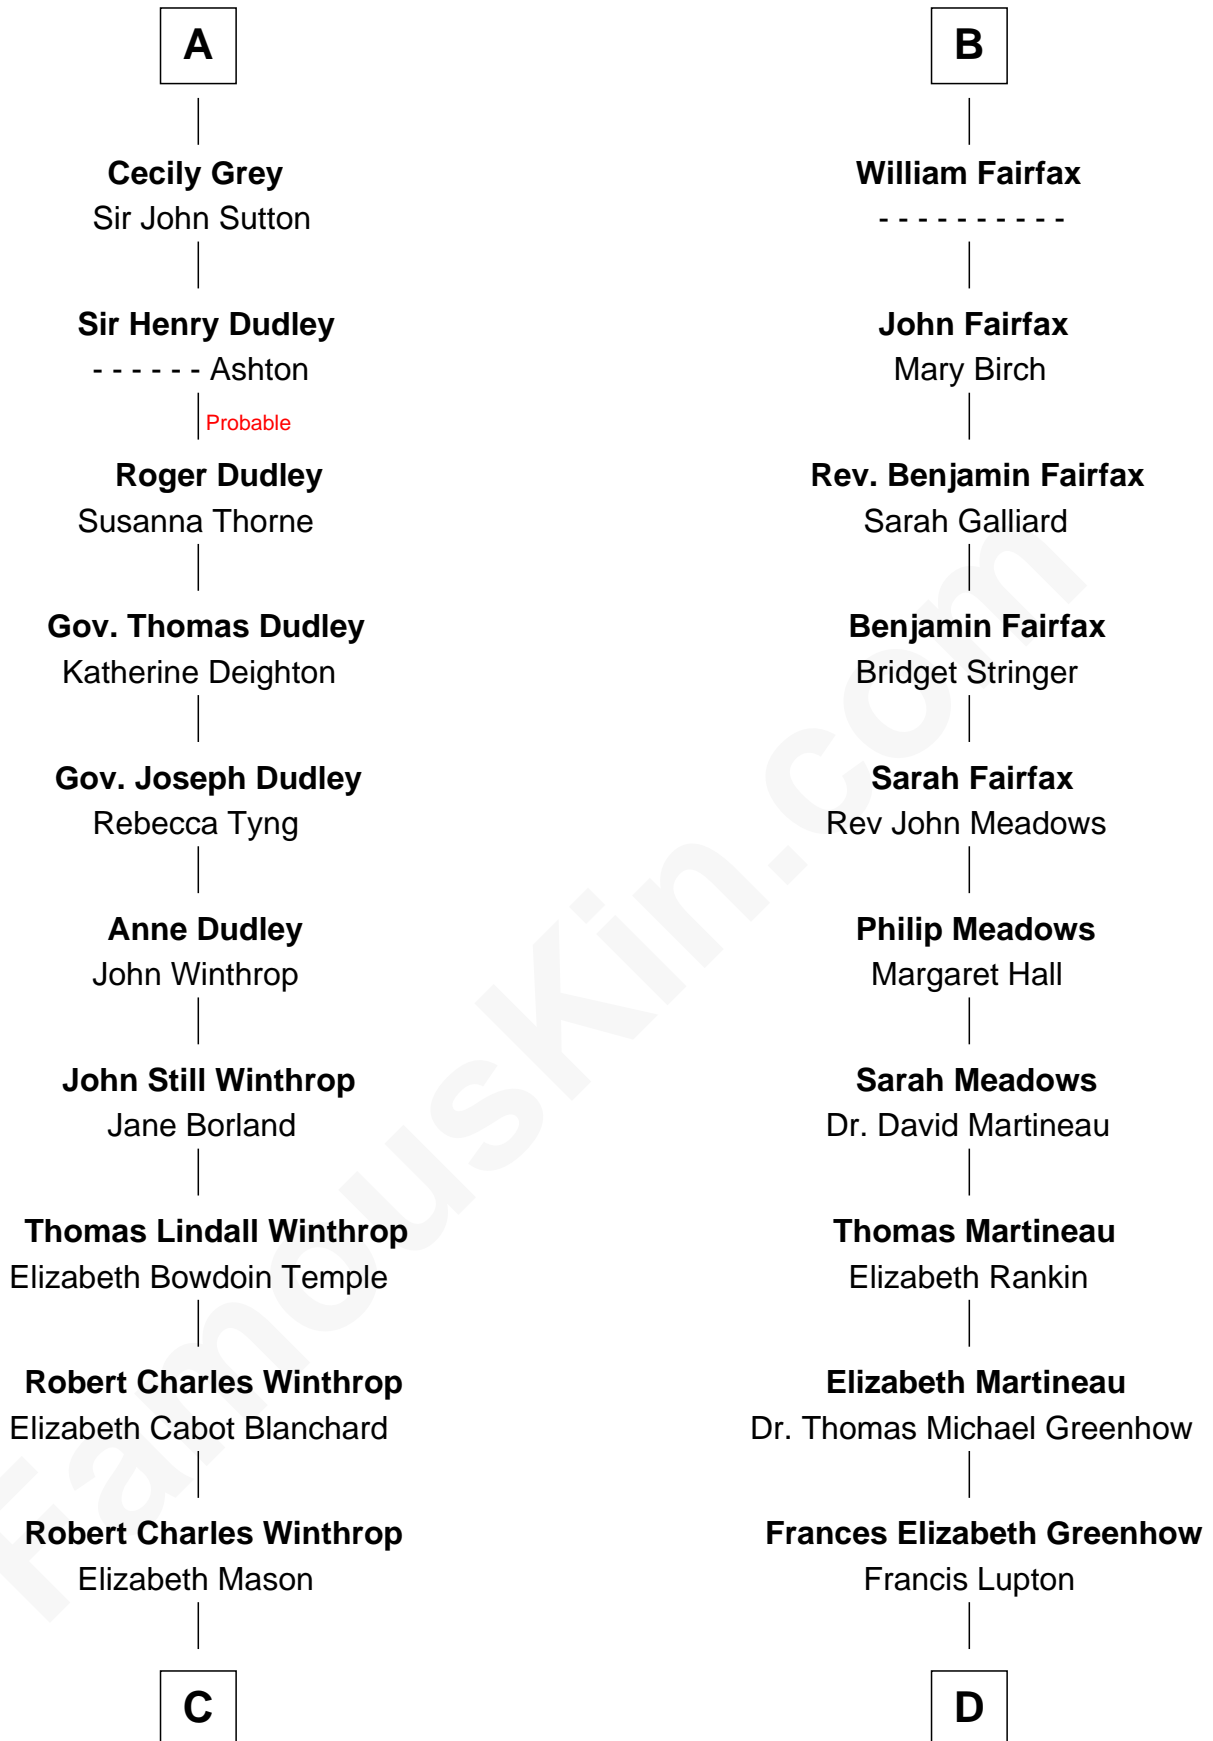 A
Cecily Grey
Sir John Sutton
Sir Henry Dudley
- - - - - - Ashton
Probable
Roger Dudley
Susanna Thorne
Gov. Thomas Dudley
Katherine Deighton
Gov. Joseph Dudley
Rebecca Tyng
Anne Dudley
John Winthrop
John Still Winthrop
Jane Borland
Thomas Lindall Winthrop
Elizabeth Bowdoin Temple
Robert Charles Winthrop
Elizabeth Cabot Blanchard
Robert Charles Winthrop
Elizabeth Mason
C
B
William Fairfax
- - - - - - - - - -
John Fairfax
Mary Birch
Rev. Benjamin Fairfax
Sarah Galliard
Benjamin Fairfax
Bridget Stringer
Sarah Fairfax
Rev John Meadows
Philip Meadows
Margaret Hall
Sarah Meadows
Dr. David Martineau
Thomas Martineau
Elizabeth Rankin
Elizabeth Martineau
Dr. Thomas Michael Greenhow
Frances Elizabeth Greenhow
Francis Lupton
D
FamousKin.com